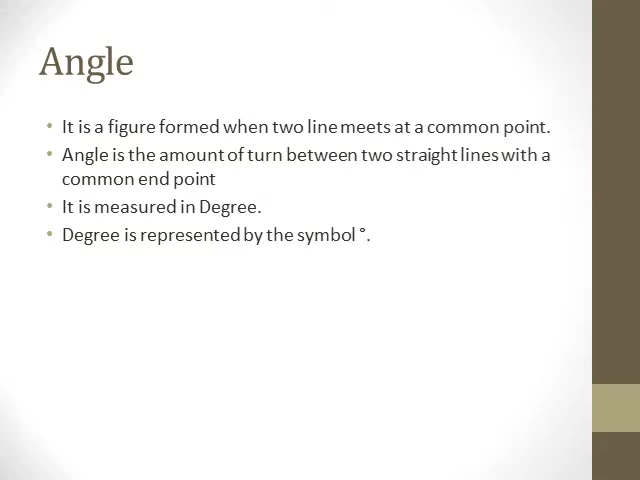 Angle
• It is a figure formed when two line meets at a common point.
• Angle is the amount of turn between two straight lines with a
common end point
• It is measured in Degree.
• Degree is represented by the symbol °.